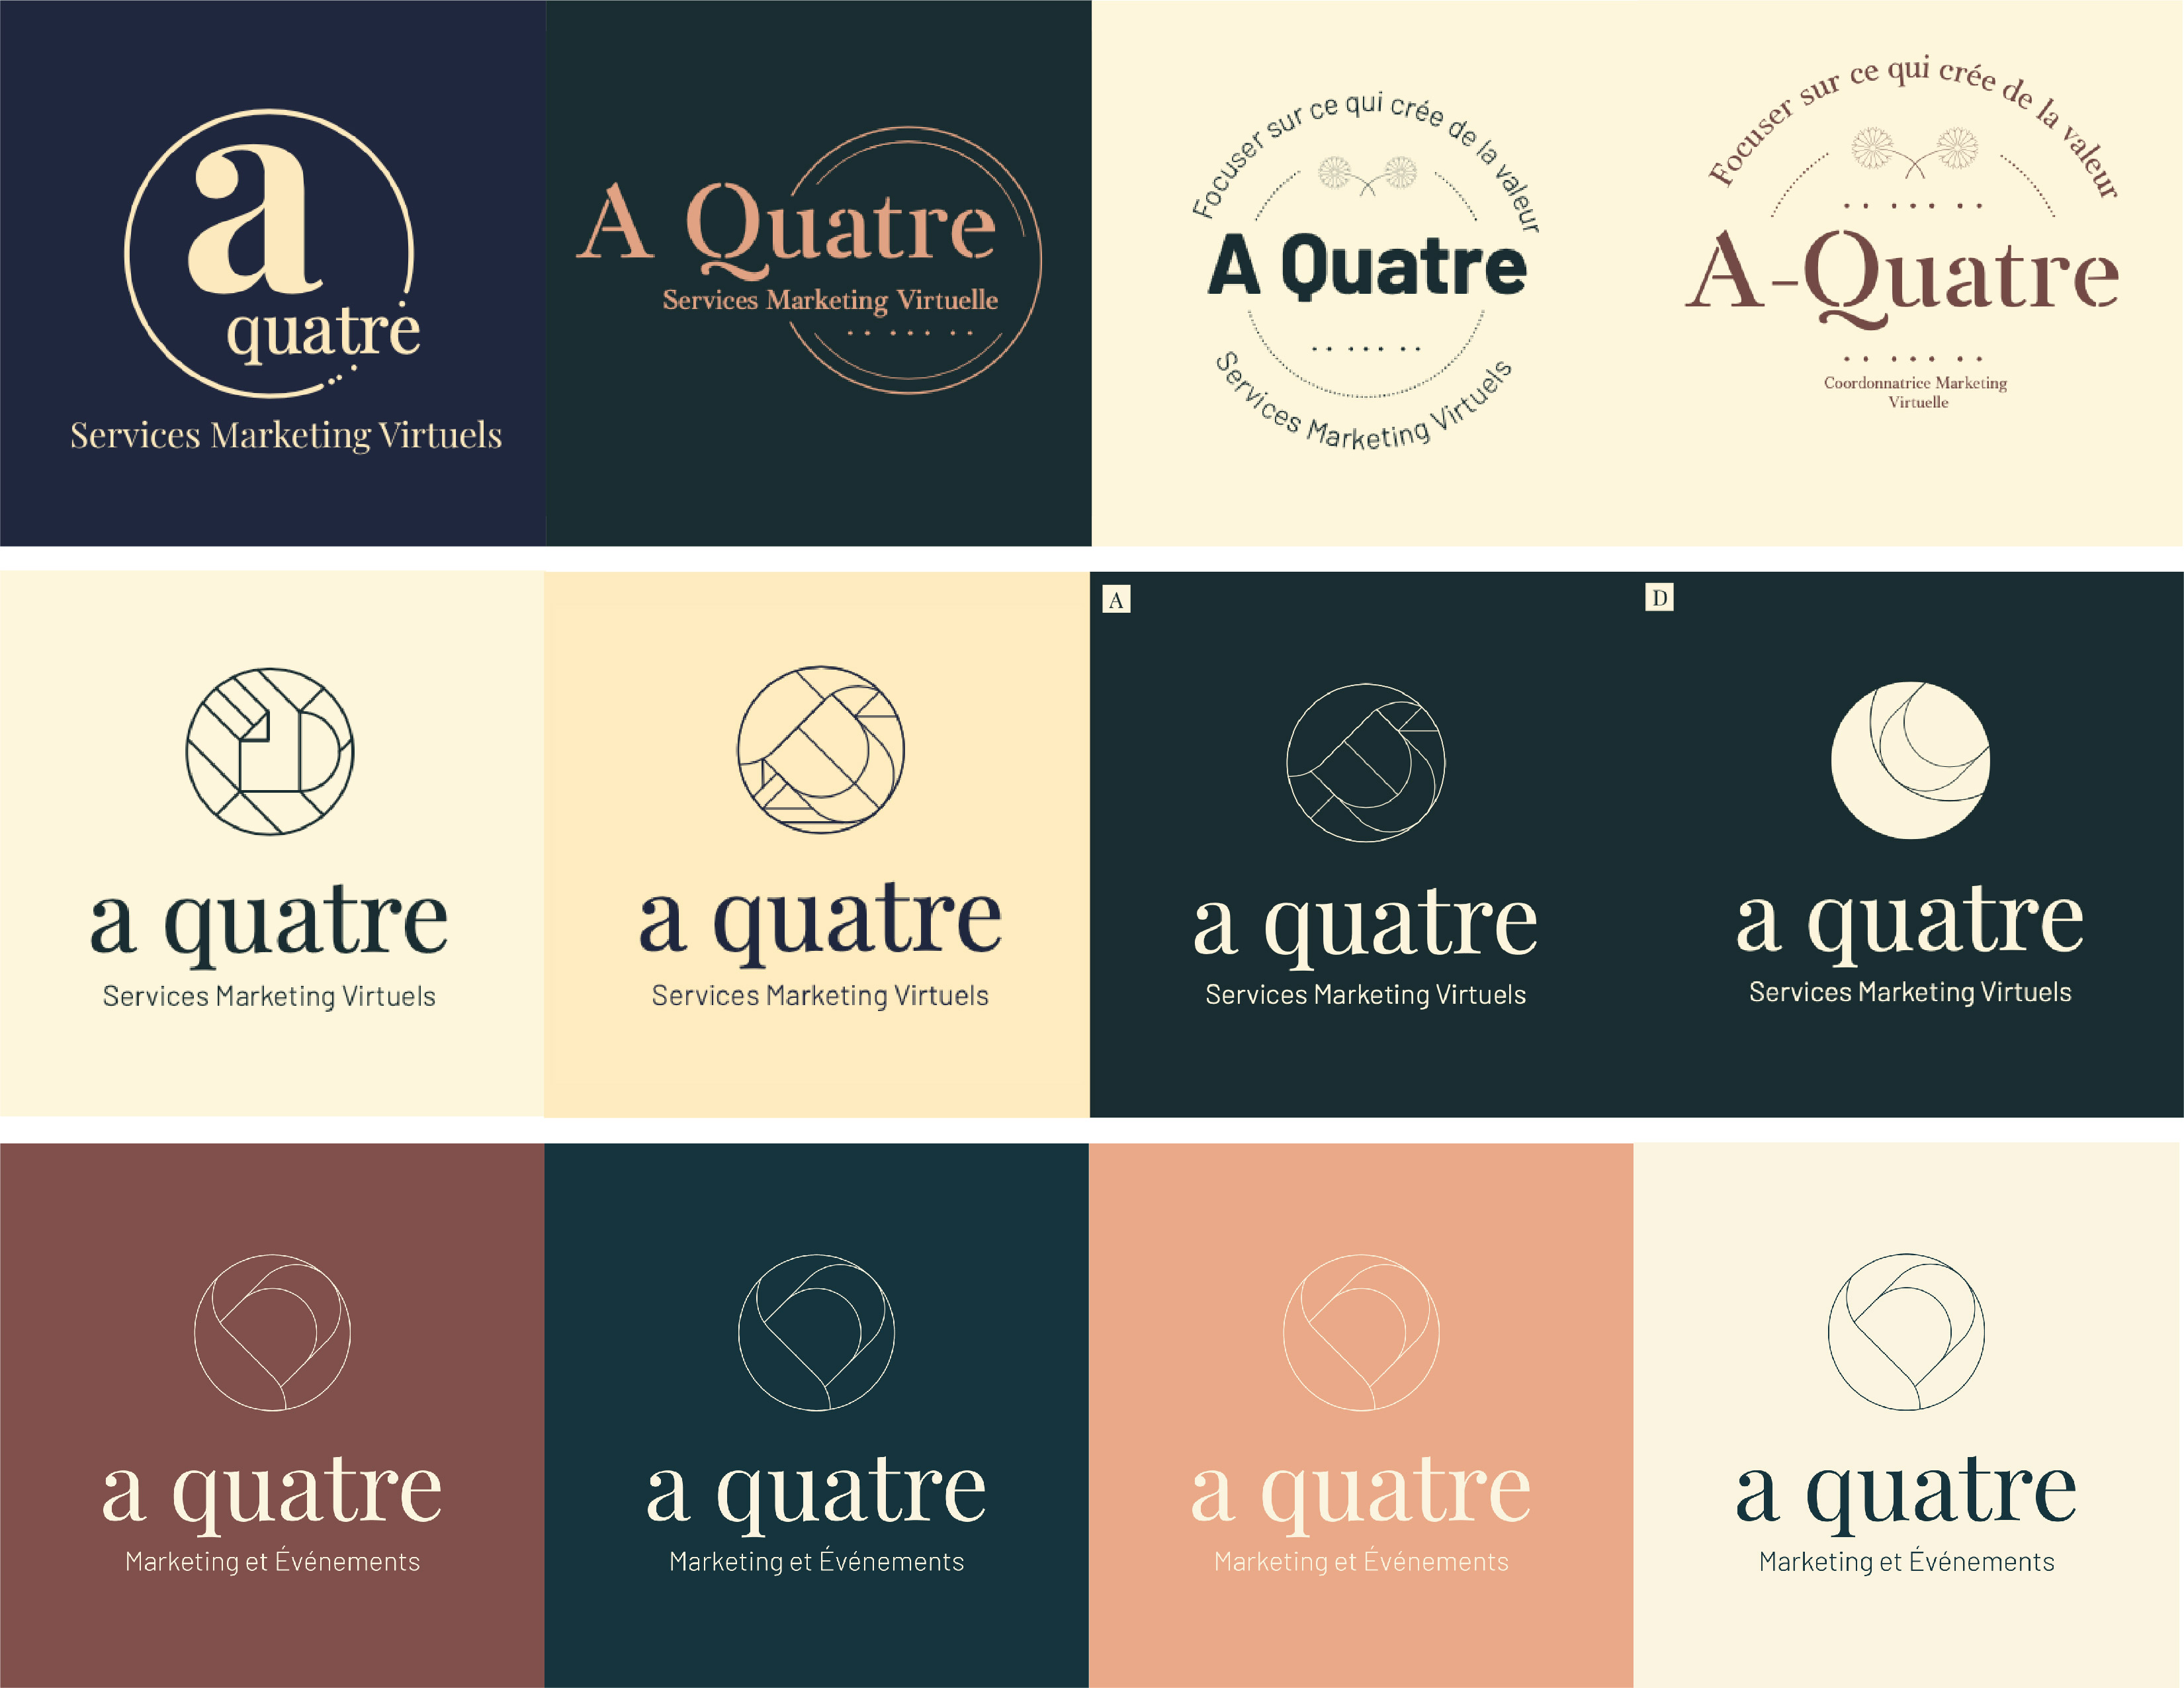 a
quatre
Services Marketing Virtuels
A Quatre
Services Marketing Virtuelle
Focuser sur ce qui crée de la valeur
A Quatre
Services Marketing Virtuels
Focuser sur ce qui crée de la valeur
A-Quatre
Coordonnatrice Marketing
Virtuelle
a quatre
Services Marketing Virtuels
a quatre
Services Marketing Virtuels
A
a quatre
Services Marketing Virtuels
D
a quatre
Services Marketing Virtuels
a quatre
Marketing et Événements
a quatre
Marketing et Événements
a quatre
Marketing et Événements
a quatre
Marketing et Événements